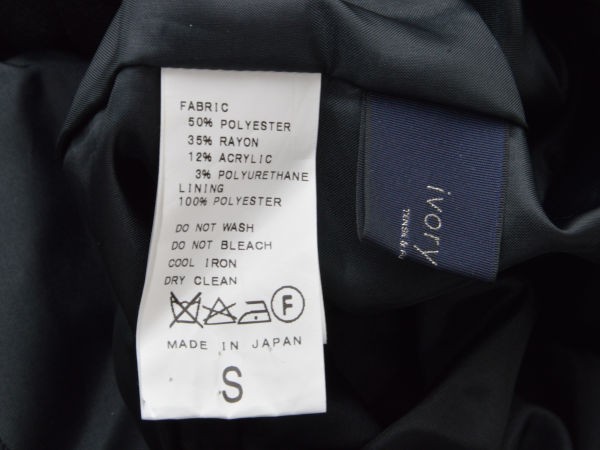 FABRIC
50% POLYESTER
35% RAYON
12% ACRYLIC
3% POLYURETHANE
LINING
100% POLYESTER
DO NOT WASH
DO NOT BLEACH
COOL IRON
DRY CLEAN
F
MADE IN JAPAN
S
ivory